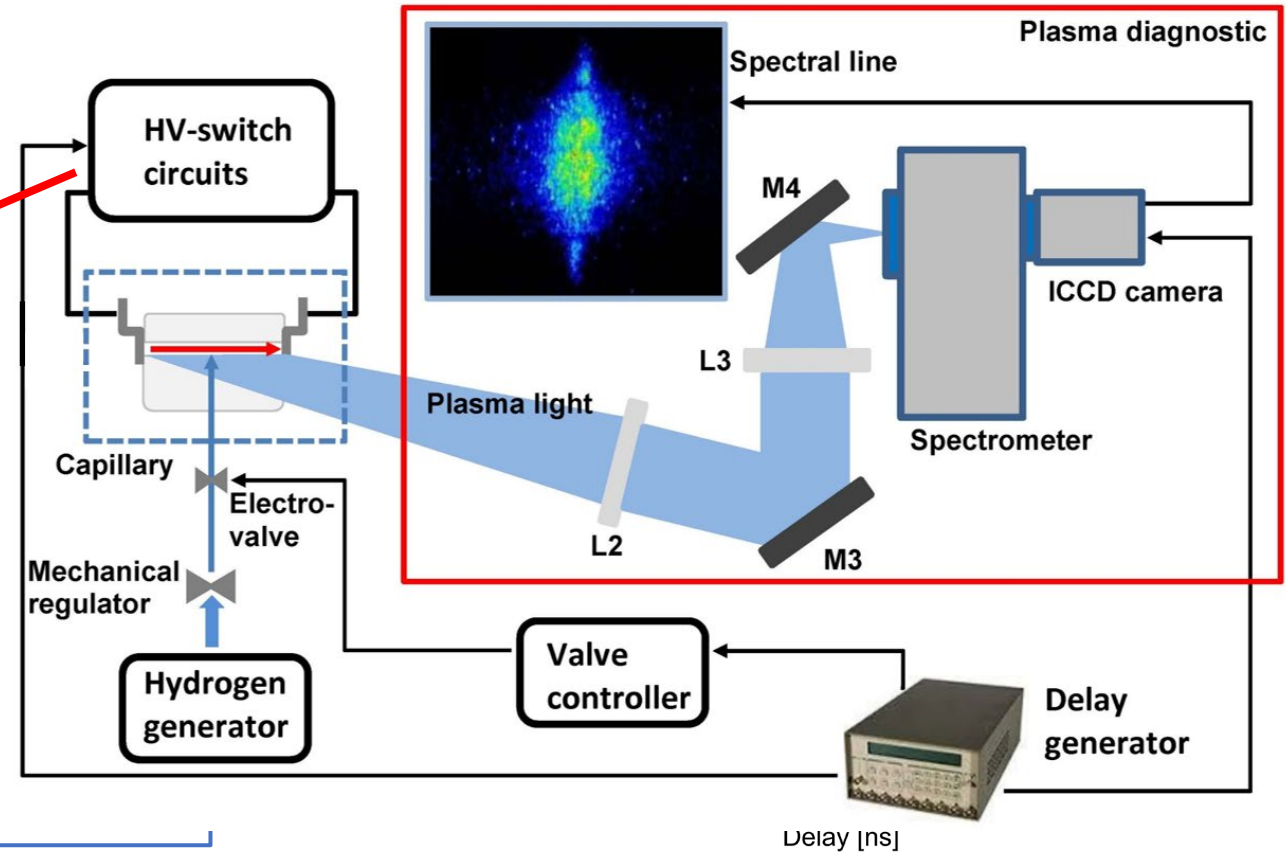 Plasma diagnostic
Spectral line
HV-switch
circuits
M4
ICCD camera
L3
Plasma light
Spectrometer
Capillary
Electro-
valve
L2
M3
Mechanical
regulator
Valve
controller
Hydrogen
generator
Delay
generator
Delay [ns]